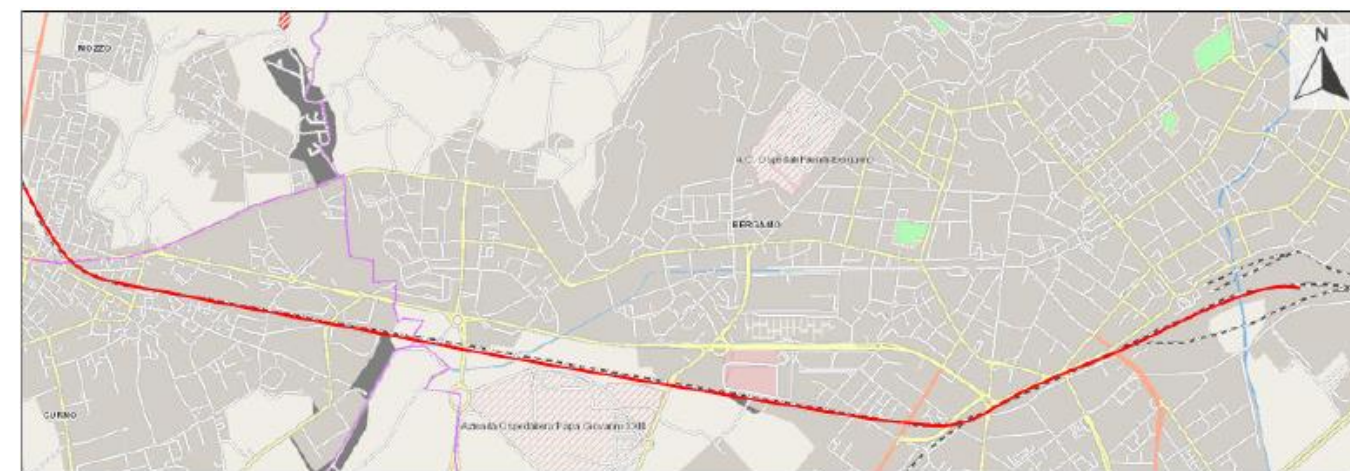 N
MOZZO
BERGAMO
CURNO
Azienda Ospedaliera Papa Giovanni XXIII